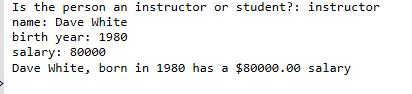 Is the person an instructor or student?: instructor
name: Dave White
birth year: 1980
salary: 80000
Dave White, born in 1980 has a $80000.00 salary